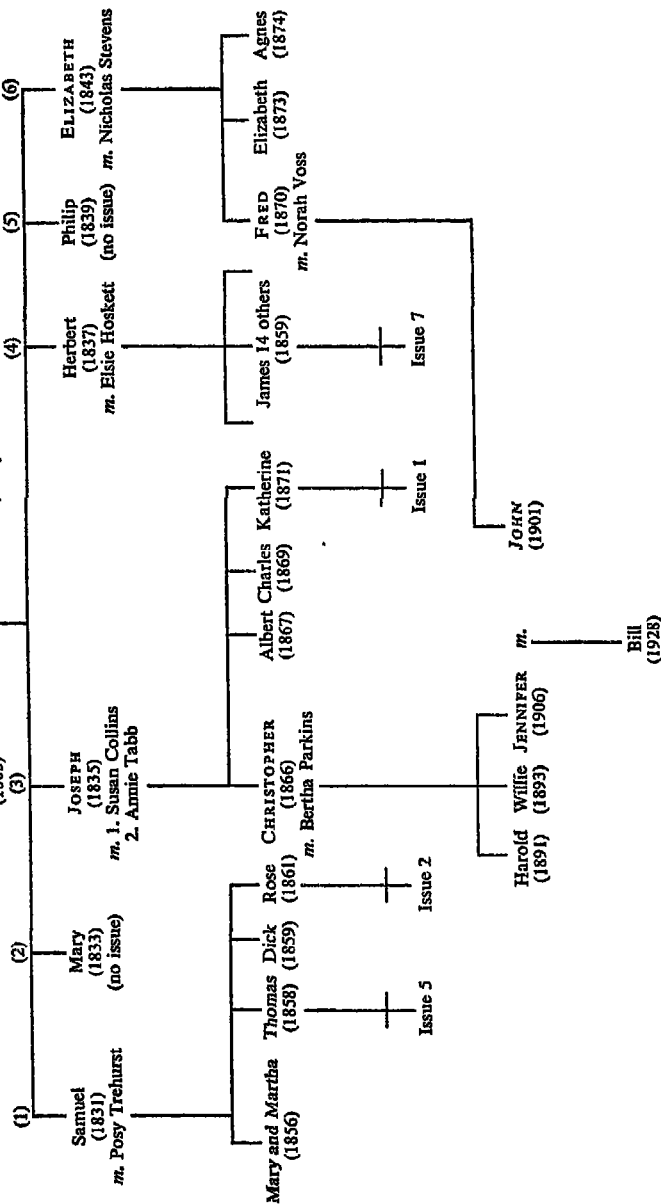 (1)
(2)
(3)
(4)
(5)
(6)
Samuel
(1831)
m. Posy Trehurst
Mary
(1833)
(no issue)
JOSEPH
(1835)
m. 1. Susan Collins
2. Annie Tabb
Herbert
(1837)
m. Elsie Hoskett
Philip
(1839)
(no issue)
ELIZABETH
(1843)
m. Nicholas Stevens
Mary and Martha
(1856)
Thomas
(1858)
Issue 5
Dick
(1859)
Rose
(1861)
Issue 2
CHRISTOPHER
(1866)
m. Bertha Parkins
Albert
(1867)
Charles
(1869)
Katherine
(1871)
Issue 1
James 14 others
(1859)
Issue 7
FRED
(1870)
m. Norah Voss
Elizabeth
(1873)
Agnes
(1874)
Harold
(1891)
Willie
(1893)
JENNIFER
(1906)
m.
JOHN
(1901)
Bill
(1928)